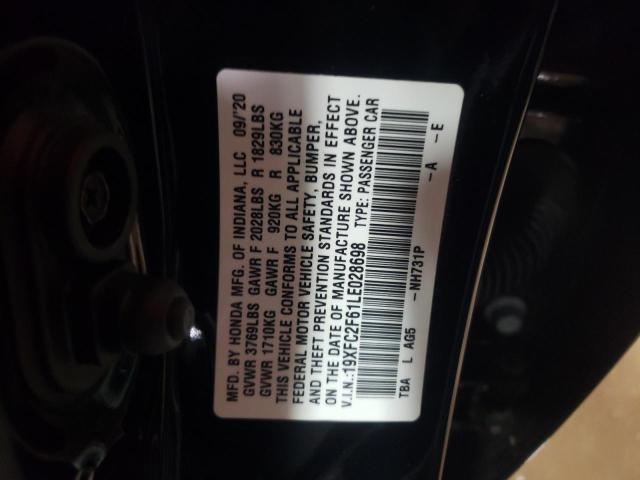 MFD. BY HONDA MFG. OF INDIANA, LLC 09/'20
GVWR 3769LBS GAWR F 2028LBS R 1829LBS
GVWR 1710KG GAWR F 920KG R 830KG
THIS VEHICLE CONFORMS TO ALL APPLICABLE
FEDERAL MOTOR VEHICLE SAFETY, BUMPER,
AND THEFT PREVENTION STANDARDS IN EFFECT
ON THE DATE OF MANUFACTURE SHOWN ABOVE.
V.I.N.:19XFC2F61LE028698 TYPE: PASSENGER CAR
-NH731P -A -E
TBA L AG5